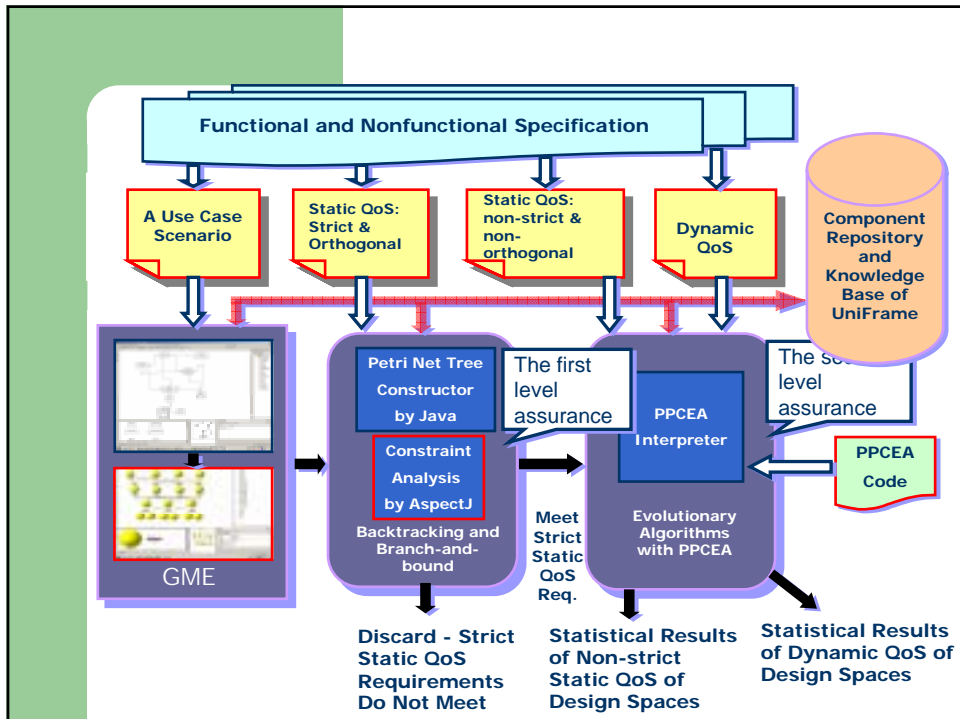 Functional and Nonfunctional Specification
A Use Case
Scenario
Static QoS:
Strict &
Orthogonal
Static QoS:
non-strict &
non-
orthogonal
Dynamic
QoS
Component
Repository
and
Knowledge
Base of
UniFrame
Petri Net Tree
Constructor
by Java
Constraint
Analysis
by AspectJ
Backtracking and
Branch-and-
bound
The first
level
assurance
PPCEA
Interpreter
Evolutionary
Algorithms
with PPCEA
The
level
assurance
PPCEA
Code
GME
Meet
Strict
Static
QoS
Req.
Discard - Strict
Static QoS
Requirements
Do Not Meet
Statistical Results
of Non-strict
Static QoS of
Design Spaces
Statistical Results
of Dynamic QoS of
Design Spaces